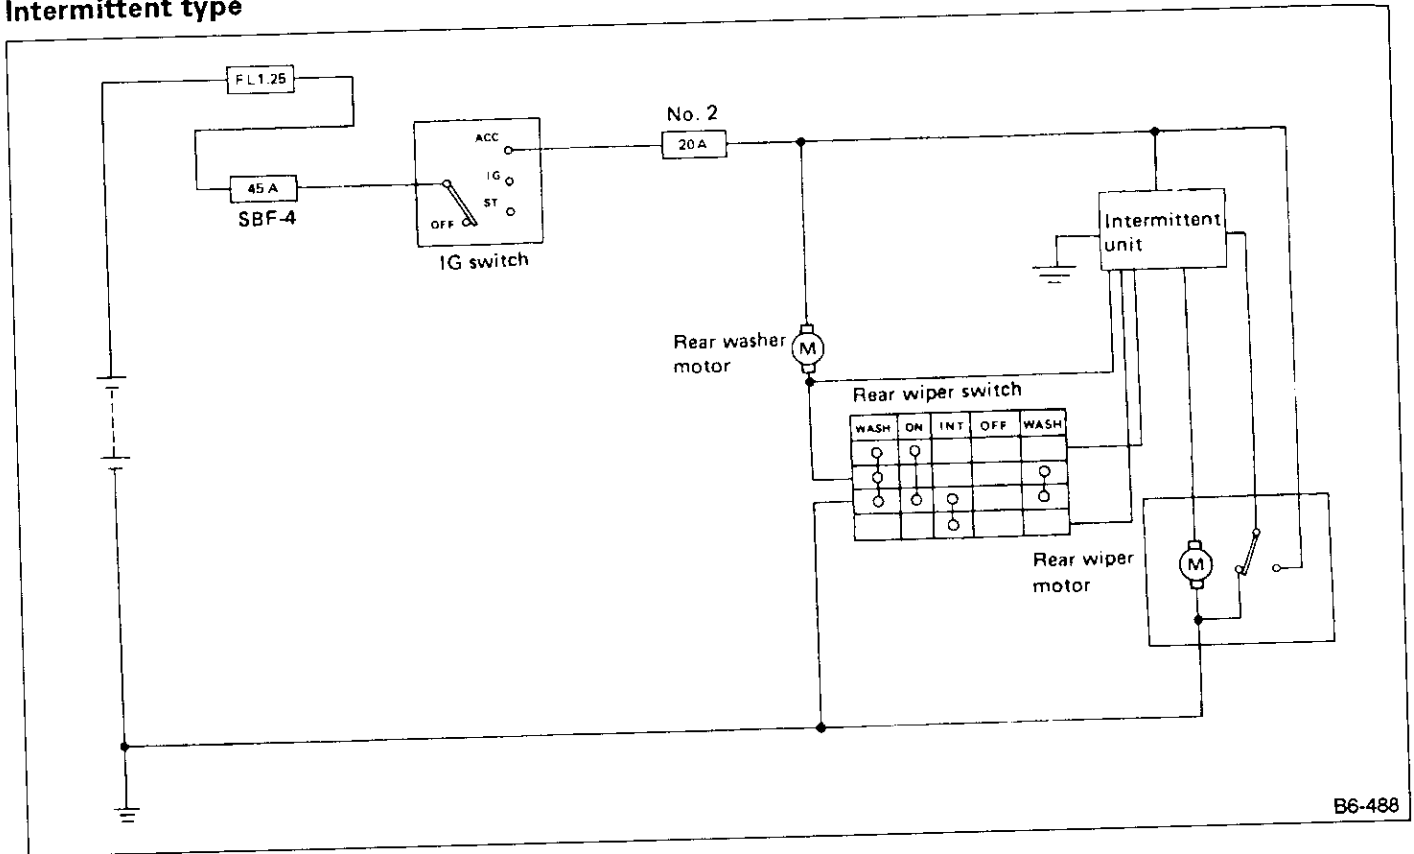 Intermittent type
FL1.25
45 A
SBF-4
ACC
IG
ST
OFF
IG switch
No. 2
20A
Intermittent
unit
Rear washer
motor
M
Rear wiper switch
WASH ON INT OFF WASH
Rear wiper
motor
M
B6-488